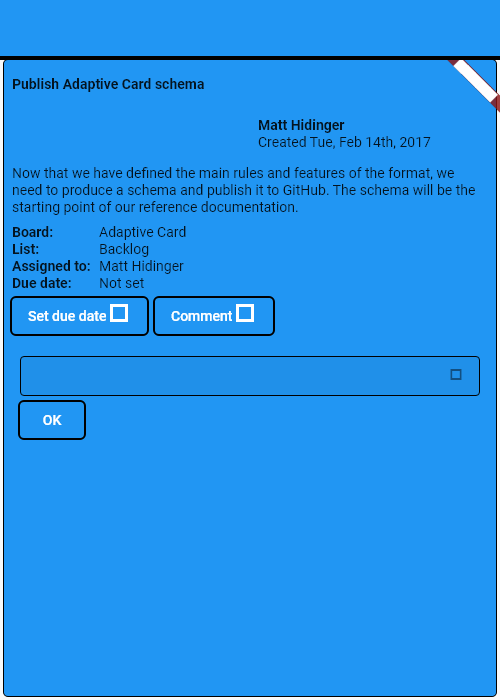 Publish Adaptive Card schema
Matt Hidinger
Created Tue, Feb 14th, 2017
Now that we have defined the main rules and features of the format, we
need to produce a schema and publish it to GitHub. The schema will be the
starting point of our reference documentation.
Board: Adaptive Card
List: Backlog
Assigned to: Matt Hidinger
Due date: Not set
Set due date Comment
OK